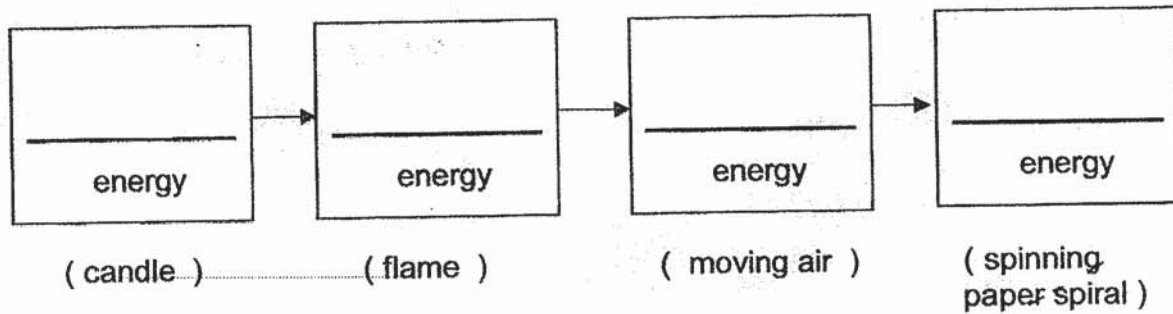 energy
energy
energy
energy
( candle )
( flame )
( moving air )
( spinning
paper spiral )